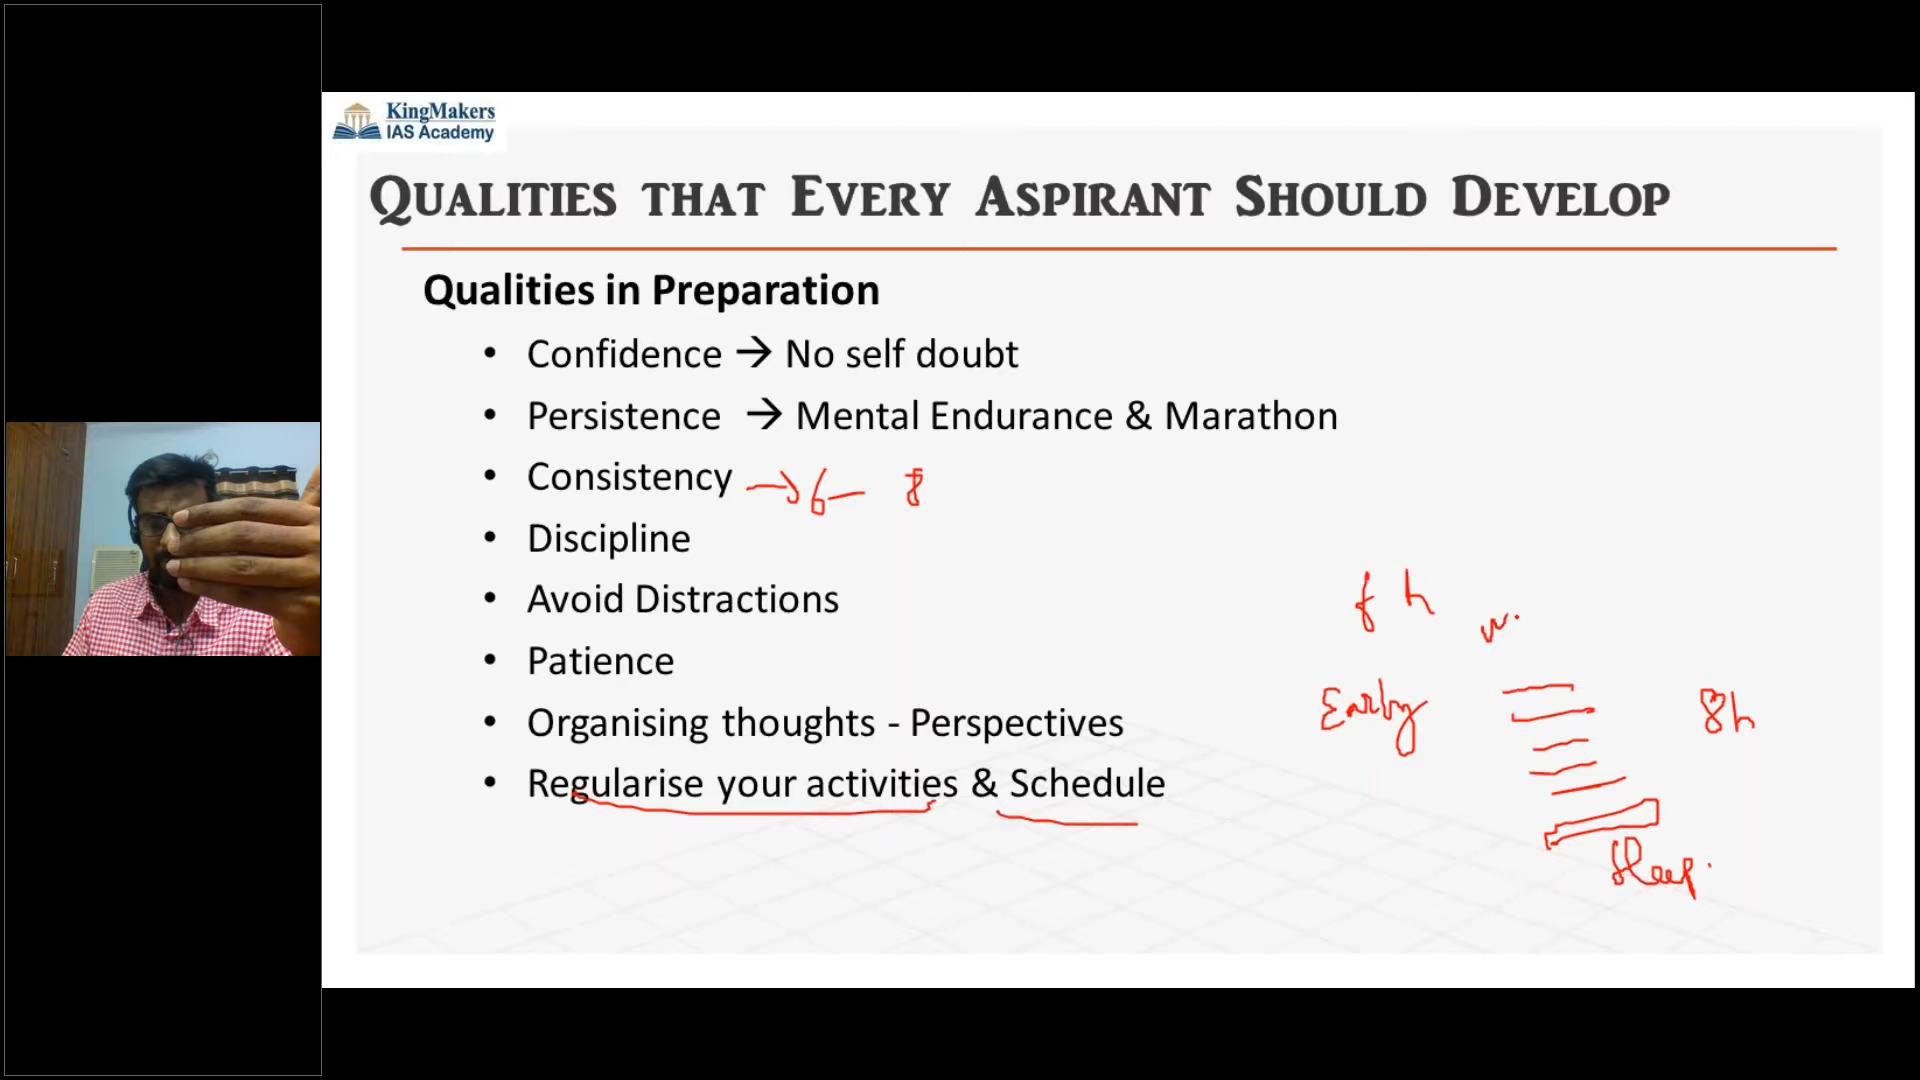 KingMakers
IAS Academy
QUALITIES THAT EVERY ASPIRANT SHOULD DEVELOP
Qualities in Preparation
• Confidence → No self doubt
• Persistence → Mental Endurance & Marathon
• Consistency → 6 – 8
• Discipline
• Avoid Distractions
• Patience
• Organising thoughts - Perspectives
Early
8h
• Regularise your activities & Schedule
Sleep